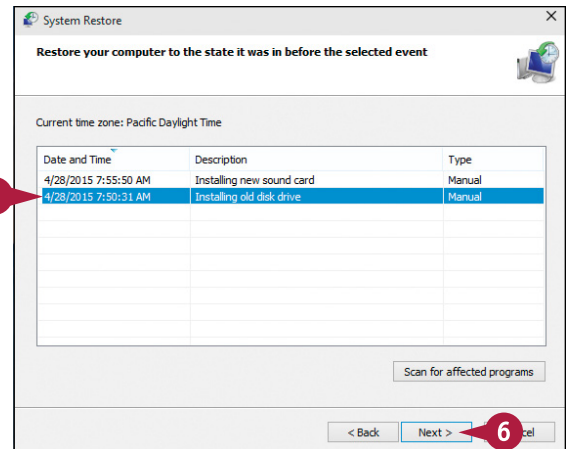 System Restore
Restore your computer to the state it was in before the selected event
Current time zone: Pacific Daylight Time
Date and Time Description Type
4/28/2015 7:55:50 AM Installing new sound card Manual
4/28/2015 7:50:31 AM Installing old disk drive Manual
Scan for affected programs
< Back Next > 6 cel